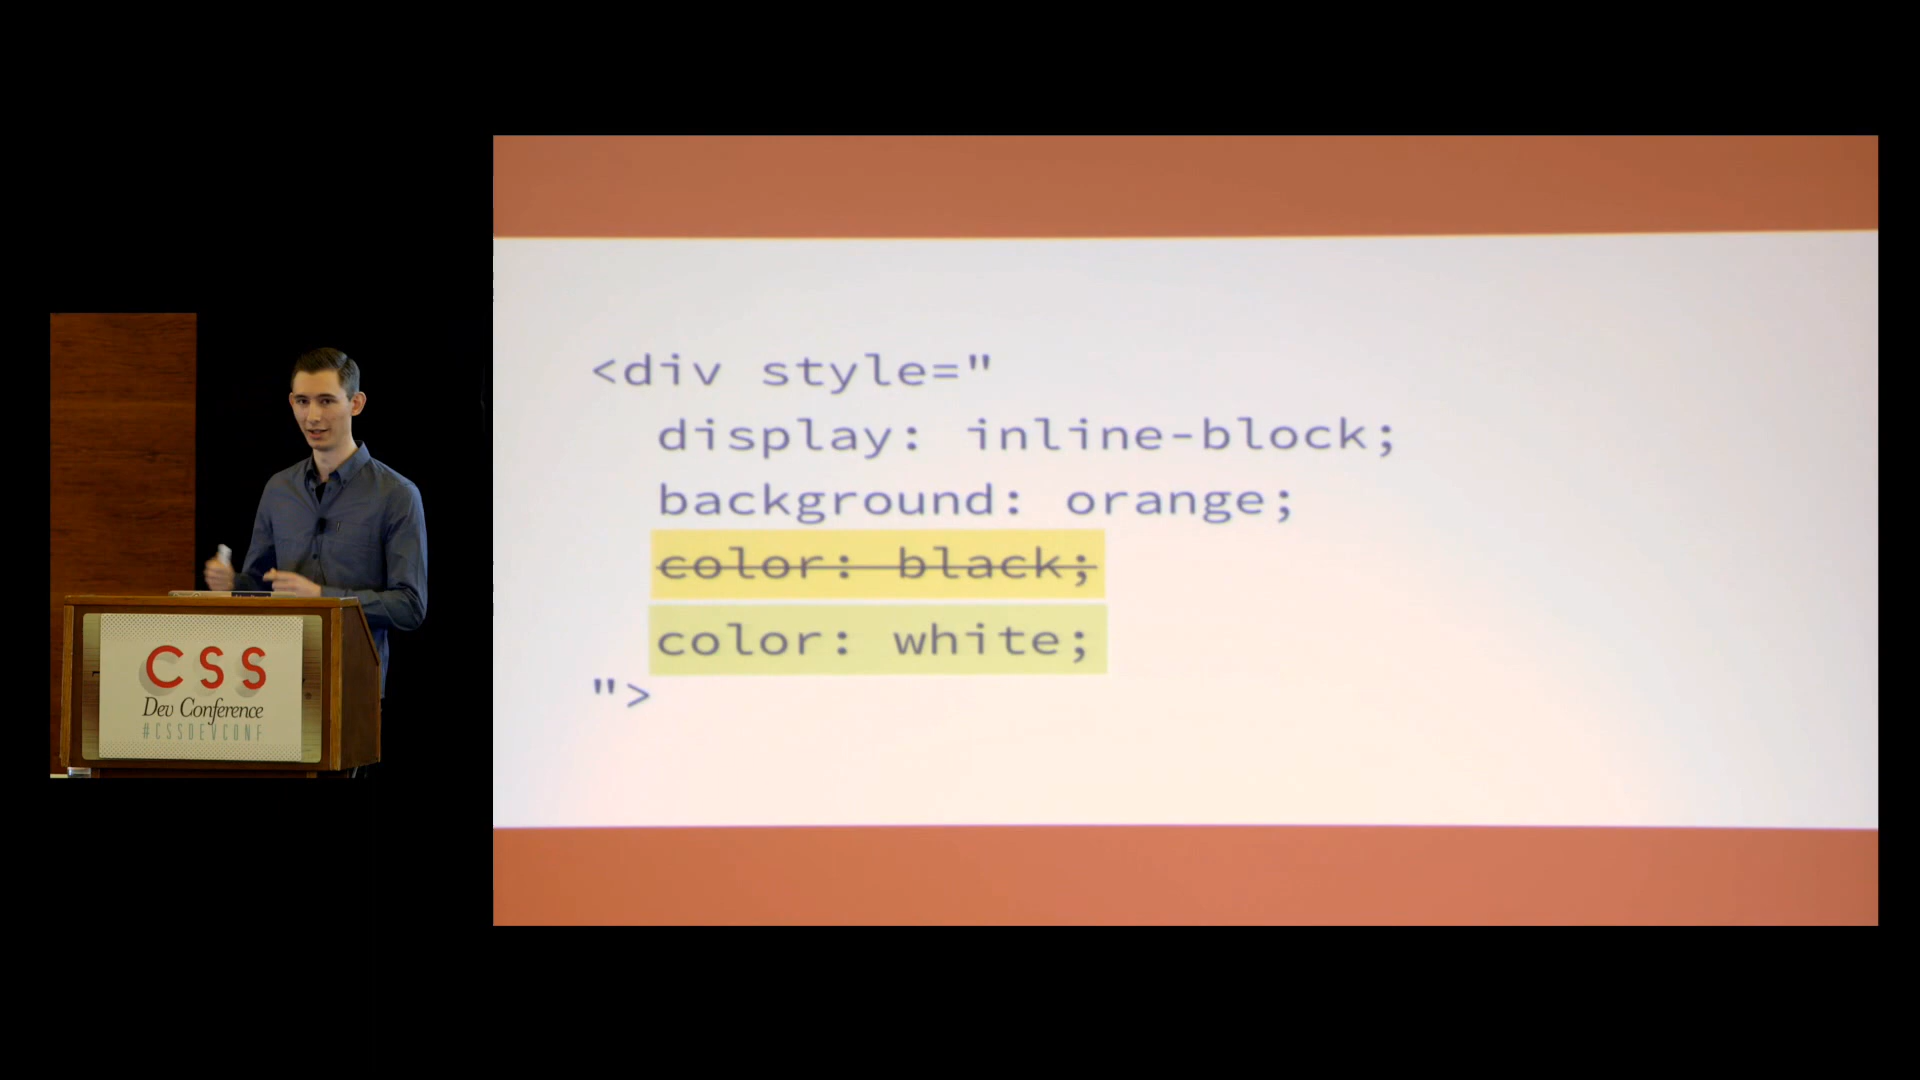 <div style="
display: inline-block;
background: orange;
color: black;
color: white;
">
CSS
Dev Conference
#CSSDEVCONF